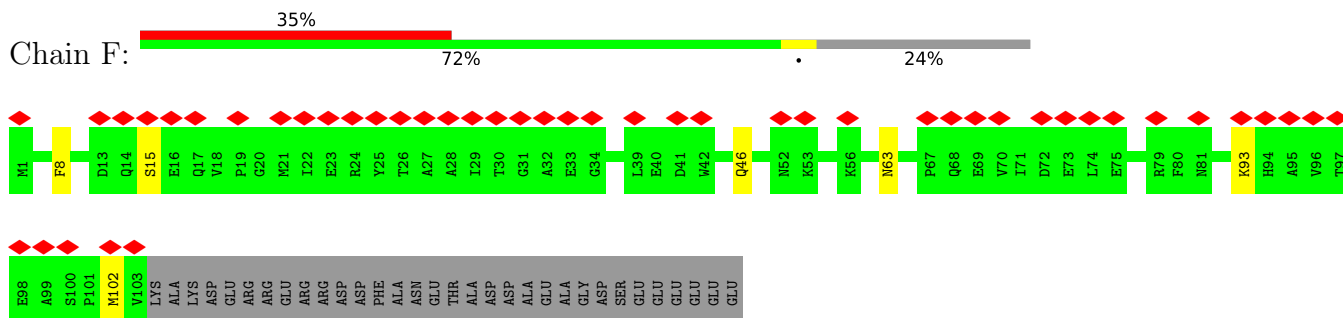 35%
Chain F:
72% • 24%
M1 F8 D13 Q14 S15 E16 Q17 V18 P19 G20 M21 I22 E23 R24 Y25 T26 A27 A28 I29 T30 G31 A32 E33 G34 L39 E40 D41 W42 Q46 N52 K53 K56 N63 P67 Q68 E69 V70 I71 D72 E73 L74 E75 R79 F80 N81 K93 H94 A95 V96 T97
E98 A99 S100 P101 M102 V103 LYS ALA LYS ASP GLU ARG ARG GLU ARG ARG ASP ASP PHE ALA ASN GLU THR ALA ASP ASP ALA GLU ALA GLY ASP SER GLU GLU GLU GLU GLU GLU